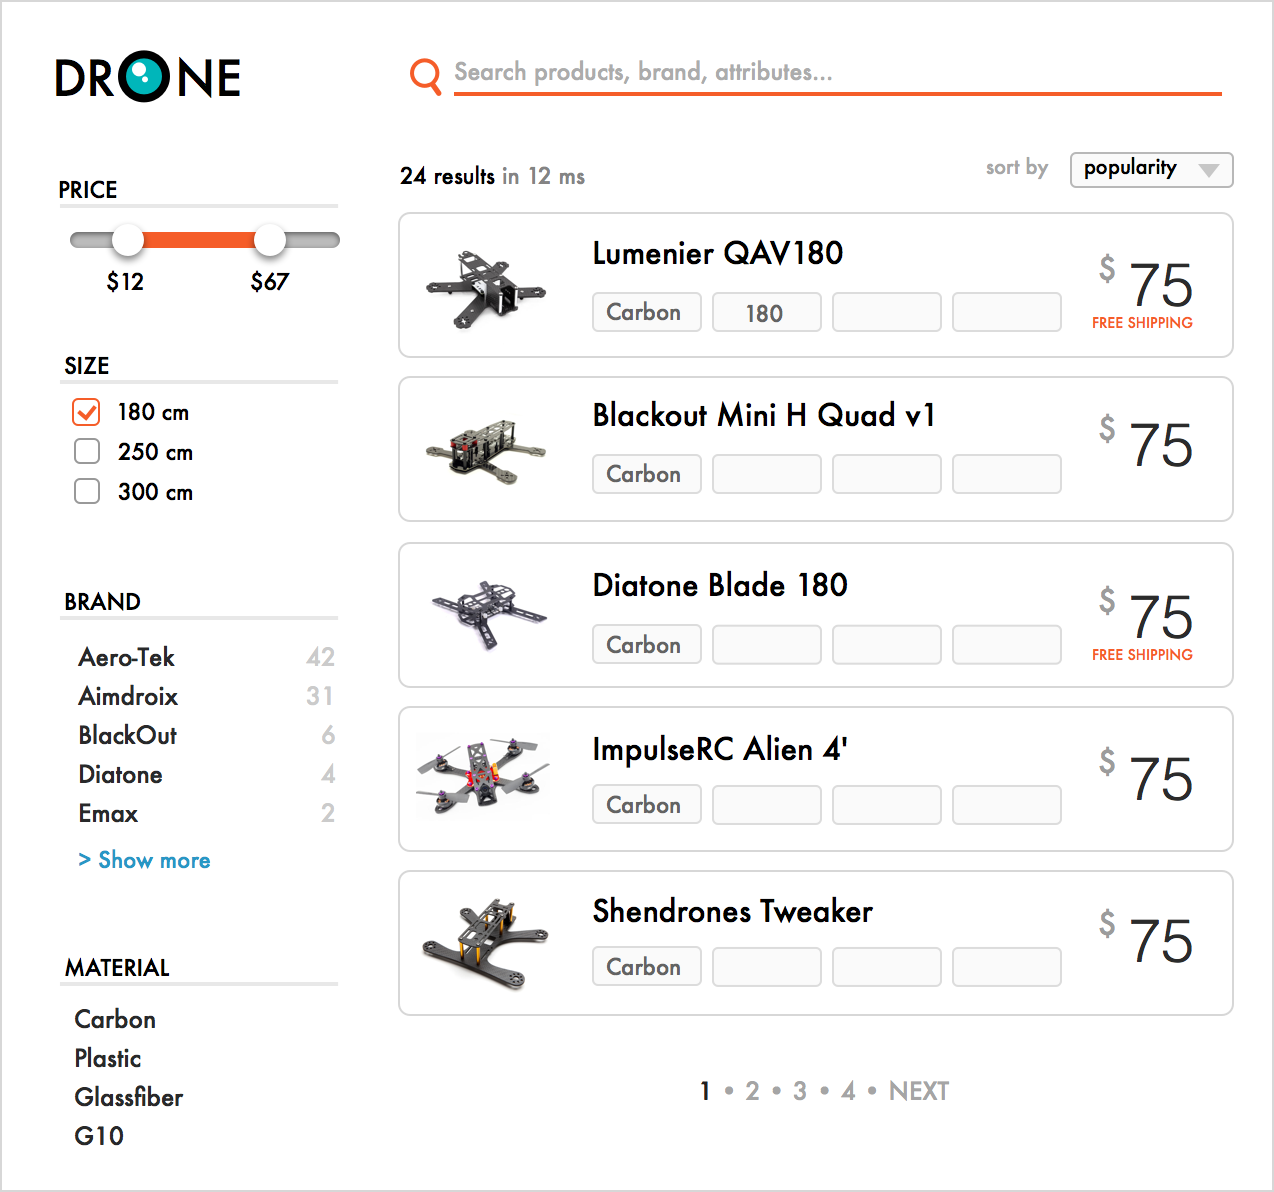 DRONE
Search products, brand, attributes...
24 results in 12 ms
sort by
popularity
PRICE
$12
$67
SIZE
180 cm
250 cm
300 cm
BRAND
Aero-Tek 42
Aimdroix 31
BlackOut 6
Diatone 4
Emax 2
> Show more
MATERIAL
Carbon
Plastic
Glassfiber
G10
Lumenier QAV180
Carbon
180
$ 75
FREE SHIPPING
Blackout Mini H Quad v1
Carbon
$ 75
Diatone Blade 180
Carbon
$ 75
FREE SHIPPING
ImpulseRC Alien 4'
Carbon
$ 75
Shendrones Tweaker
Carbon
$ 75
1 • 2 • 3 • 4 • NEXT